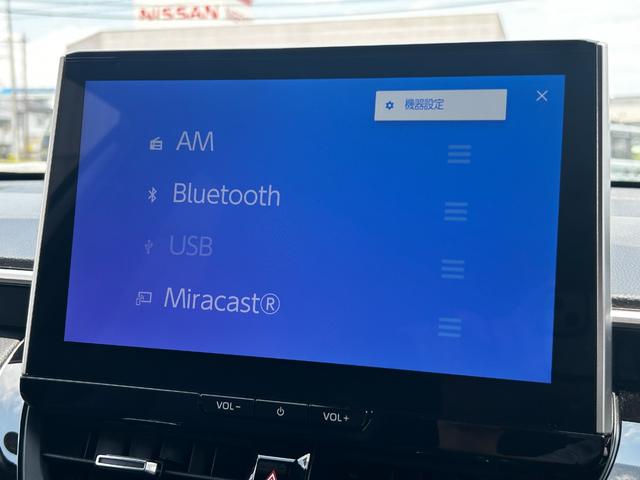 NISSAN
機器設定
AM
Bluetooth
USB
Miracast®
VOL-
VOL+